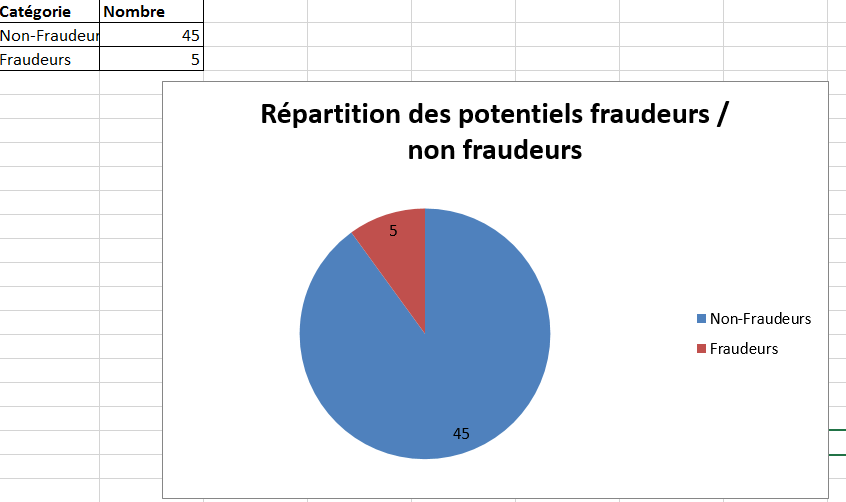 Catégorie Nombre
Non-Fraudeur 45
Fraudeurs 5
Répartition des potentiels fraudeurs /
non fraudeurs
5
45
Non-Fraudeurs
Fraudeurs